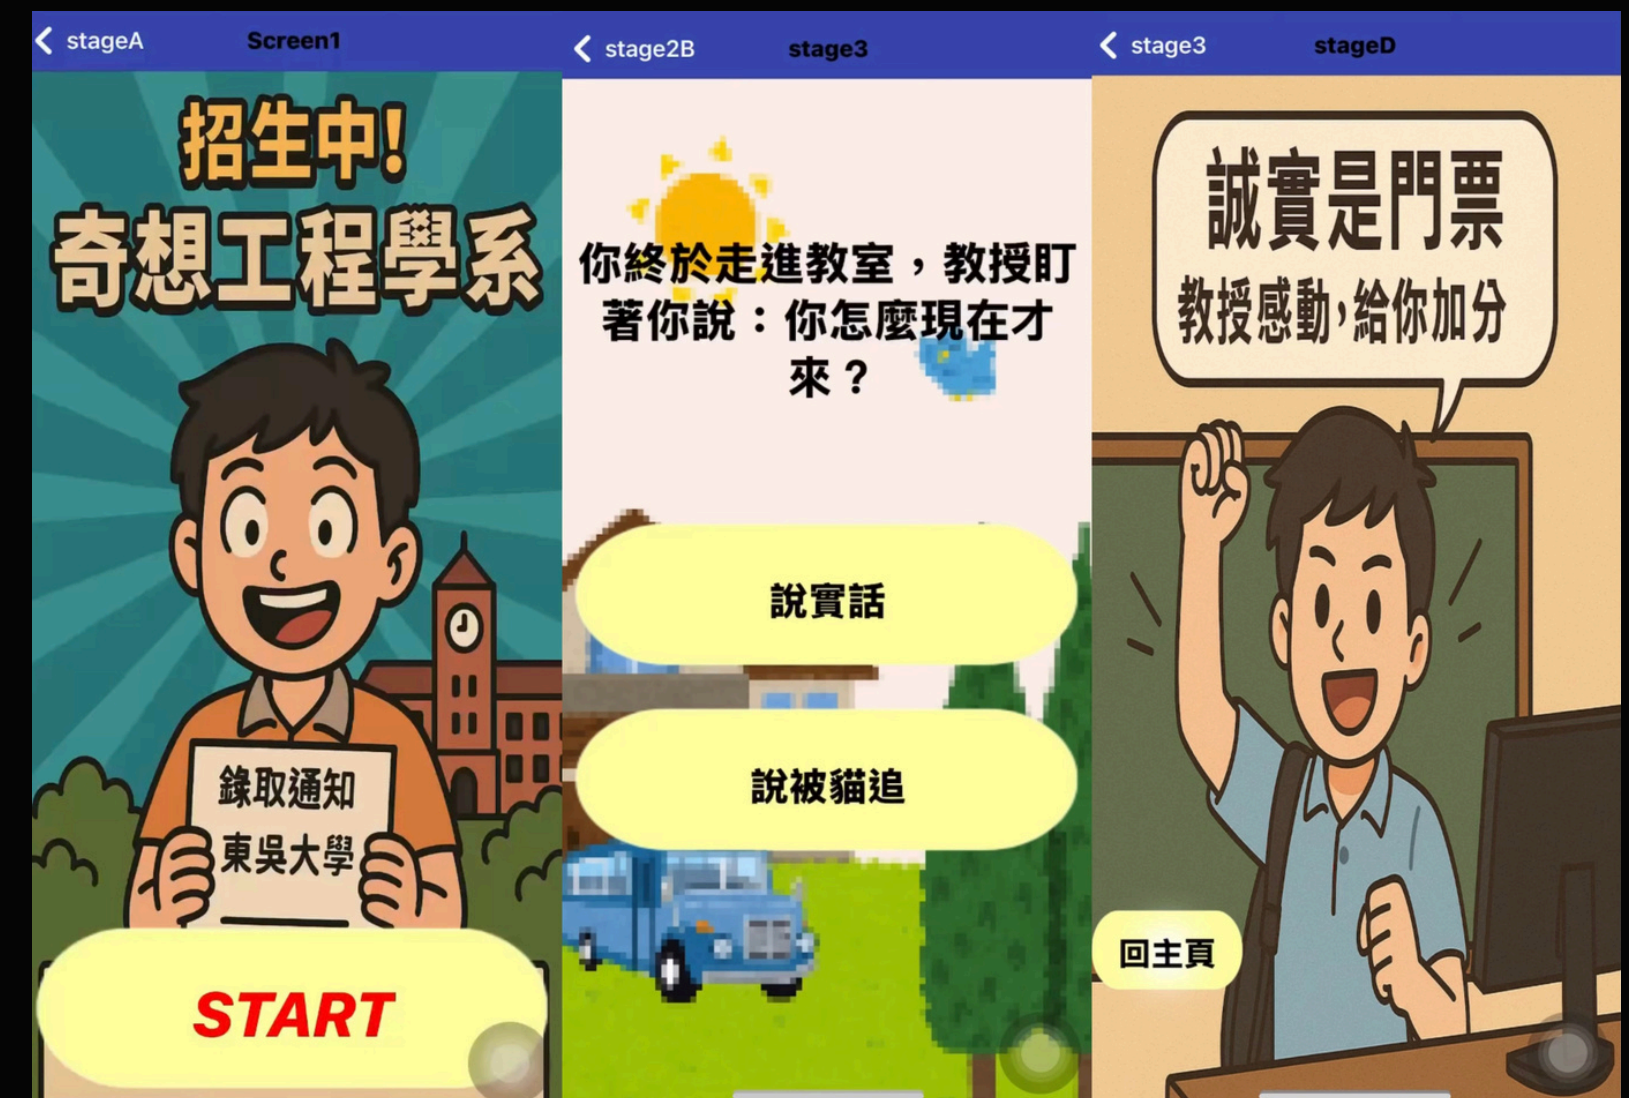 stageA
Screen1
招生中!
奇想工程學系
錄取通知
東吳大學
START
stage2B
stage3
你終於走進教室，教授盯
著你說：你怎麼現在才
來？
說實話
說被貓追
stage3
stageD
誠實是門票
教授感動,給你加分
回主頁